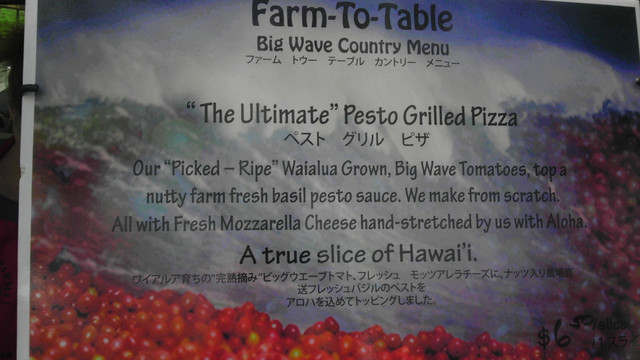 Farm-To-Table
Big Wave Country Menu
ファーム トウー テーブル カントリー メニュー
“The Ultimate” Pesto Grilled Pizza
ペスト グリル ピザ
Our “Picked – Ripe” Waialua Grown, Big Wave Tomatoes, top a
nutty farm fresh basil pesto sauce. We make from scratch.
All with Fresh Mozzarella Cheese hand-stretched by us with Aloha.
A true slice of Hawai'i.
ワイアルア育ちの“完熟摘み”ビッグウエーブトマト、フレッシュ モッツアレラチーズに、ナッツ入り農場直
送フレッシュバジルのペストを
アロハを込めてトッピングしました
$6.50/slice